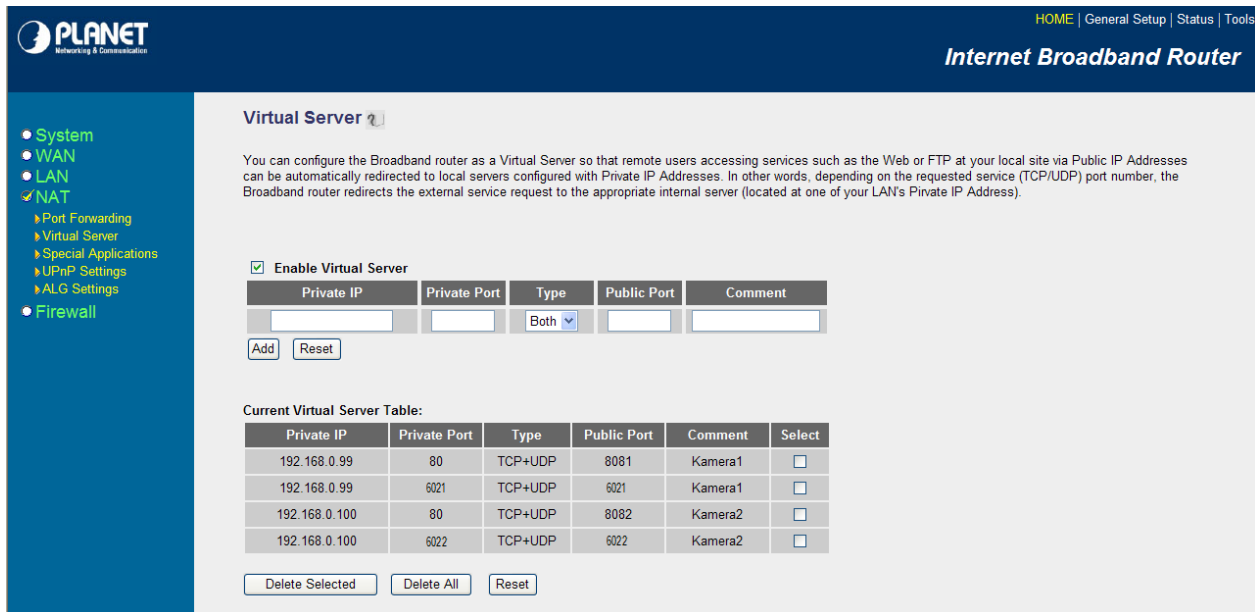 PLANET
Networking & Communication
HOME | General Setup | Status | Tools
Internet Broadband Router
System
WAN
LAN
NAT
Port Forwarding
Virtual Server
Special Applications
UPnP Settings
ALG Settings
Firewall
Virtual Server
You can configure the Broadband router as a Virtual Server so that remote users accessing services such as the Web or FTP at your local site via Public IP Addresses
can be automatically redirected to local servers configured with Private IP Addresses. In other words, depending on the requested service (TCP/UDP) port number, the
Broadband router redirects the external service request to the appropriate internal server (located at one of your LAN's Pirvate IP Address).
Enable Virtual Server
Private IP Private Port Type Public Port Comment
Both
Add Reset
Current Virtual Server Table:
Private IP Private Port Type Public Port Comment Select
192.168.0.99 80 TCP+UDP 8081 Kamera1
192.168.0.99 6021 TCP+UDP 6021 Kamera1
192.168.0.100 80 TCP+UDP 8082 Kamera2
192.168.0.100 6022 TCP+UDP 6022 Kamera2
Delete Selected Delete All Reset